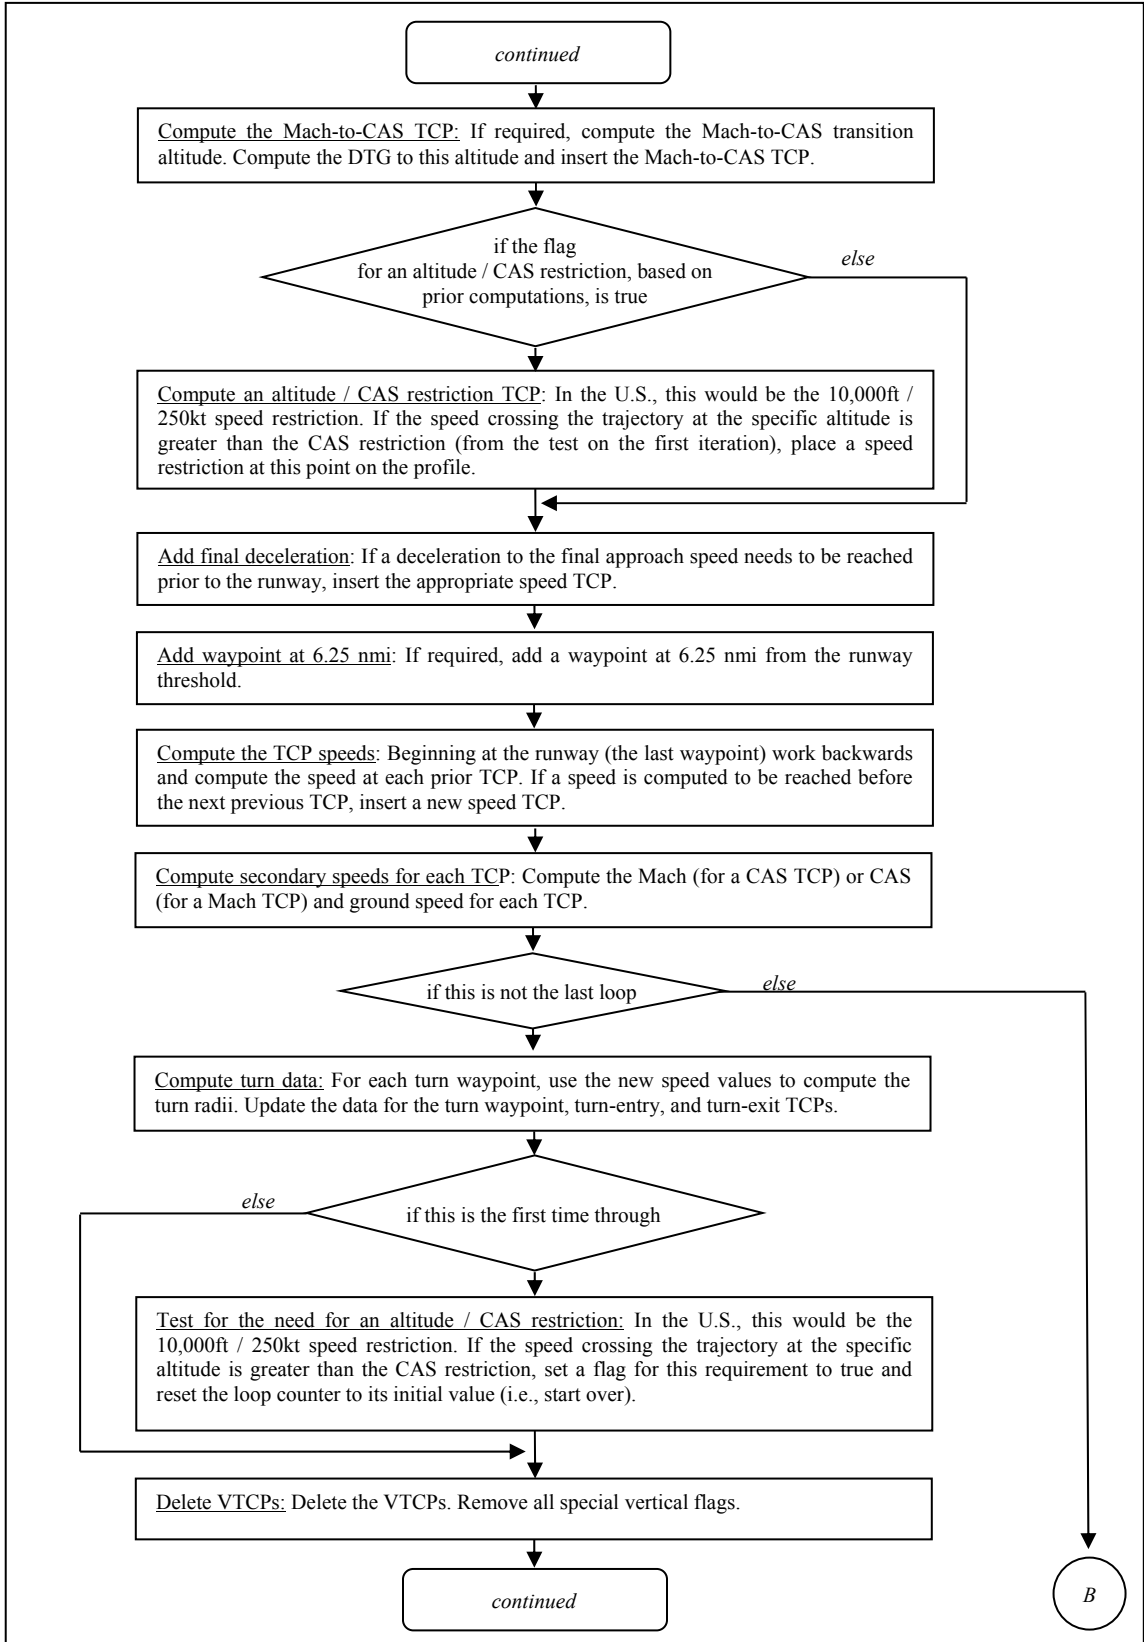 continued
Compute the Mach-to-CAS TCP: If required, compute the Mach-to-CAS transition
altitude. Compute the DTG to this altitude and insert the Mach-to-CAS TCP.
if the flag
for an altitude / CAS restriction, based on
prior computations, is true
else
Compute an altitude / CAS restriction TCP: In the U.S., this would be the 10,000ft /
250kt speed restriction. If the speed crossing the trajectory at the specific altitude is
greater than the CAS restriction (from the test on the first iteration), place a speed
restriction at this point on the profile.
Add final deceleration: If a deceleration to the final approach speed needs to be reached
prior to the runway, insert the appropriate speed TCP.
Add waypoint at 6.25 nmi: If required, add a waypoint at 6.25 nmi from the runway
threshold.
Compute the TCP speeds: Beginning at the runway (the last waypoint) work backwards
and compute the speed at each prior TCP. If a speed is computed to be reached before
the next previous TCP, insert a new speed TCP.
Compute secondary speeds for each TCP: Compute the Mach (for a CAS TCP) or CAS
(for a Mach TCP) and ground speed for each TCP.
if this is not the last loop
else
Compute turn data: For each turn waypoint, use the new speed values to compute the
turn radii. Update the data for the turn waypoint, turn-entry, and turn-exit TCPs.
else
if this is the first time through
Test for the need for an altitude / CAS restriction: In the U.S., this would be the
10,000ft / 250kt speed restriction. If the speed crossing the trajectory at the specific
altitude is greater than the CAS restriction, set a flag for this requirement to true and
reset the loop counter to its initial value (i.e., start over).
Delete VTCPs: Delete the VTCPs. Remove all special vertical flags.
continued
B